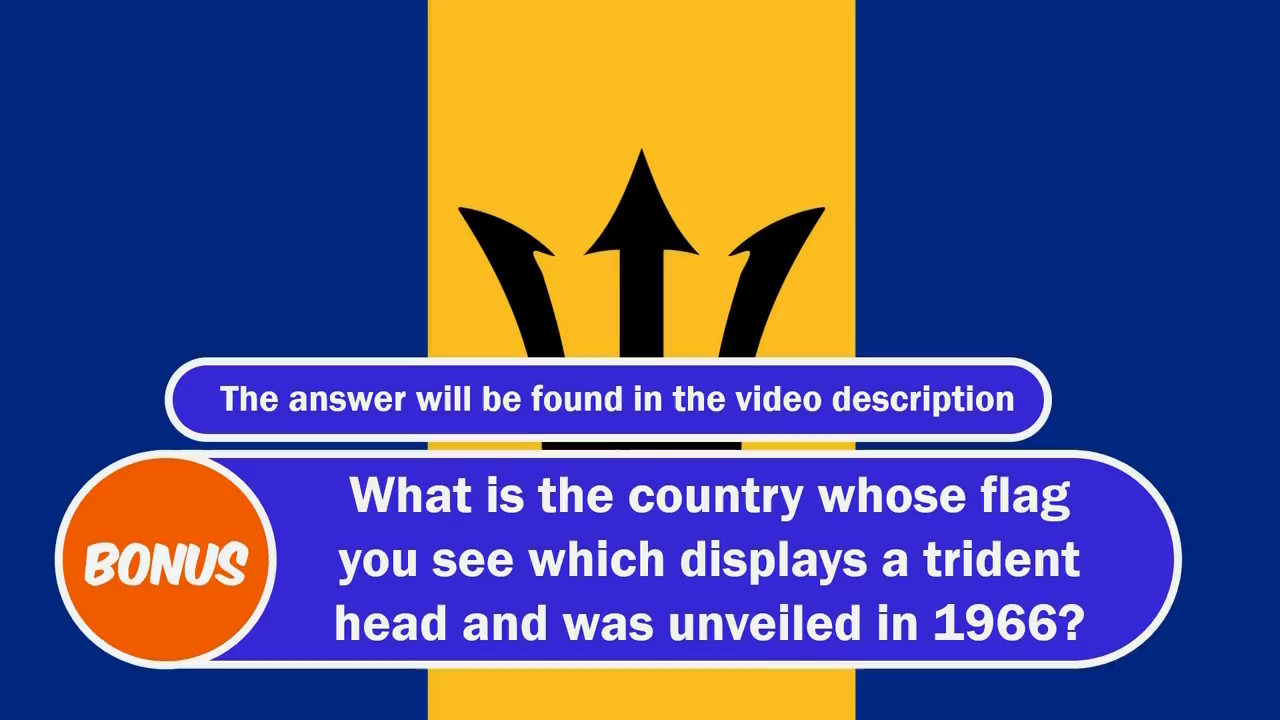 The answer will be found in the video description
What is the country whose flag
you see which displays a trident
head and was unveiled in 1966?
BONUS